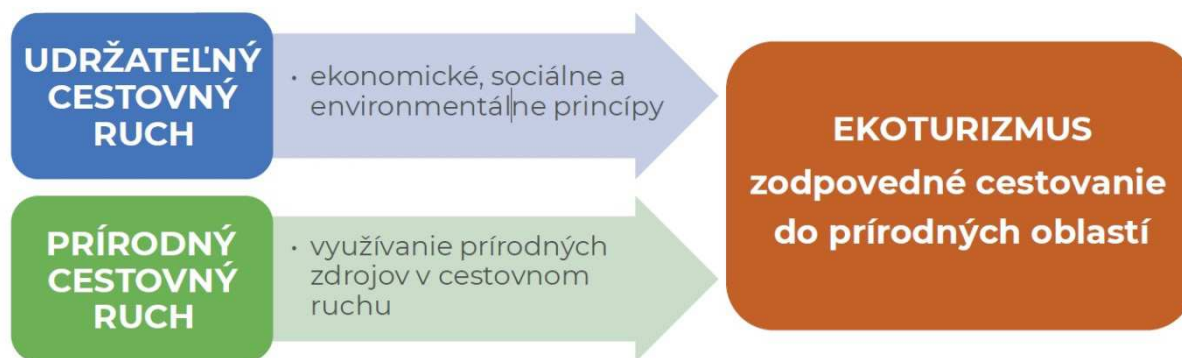 UDRŽATEĽNÝ
CESTOVNÝ
RUCH
• ekonomické, sociálne a
environmentálne princípy
PRÍRODNÝ
CESTOVNÝ
RUCH
• využívanie prírodných
zdrojov v cestovnom
ruchu
EKOTURIZMUS
zodpovedné cestovanie
do prírodných oblastí